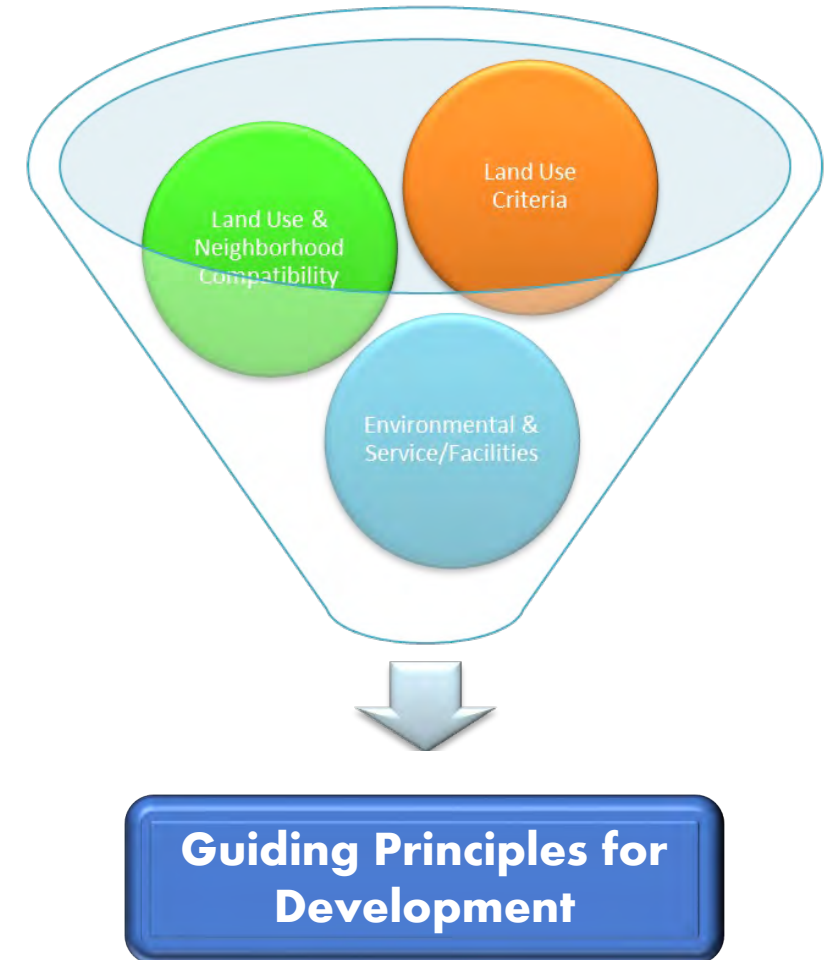 Land Use
Criteria
Land Use &
Neighborhood
Compatibility
Environmental &
Service/Facilities
Guiding Principles for
Development